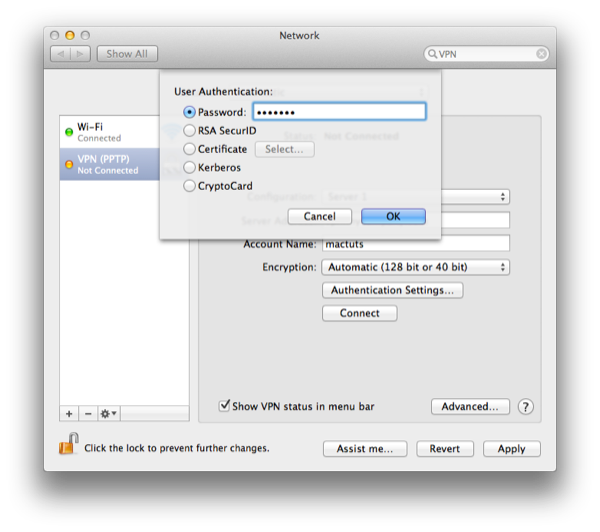 Network
Show All
VPN
User Authentication:
Password: •••••••
RSA SecurID
Certificate Select...
Kerberos
CryptoCard
Cancel OK
Wi-Fi
Connected
VPN (PPTP)
Not Connected
Status: Not Connected
Configuration: Server 1
Account Name: mactuts
Encryption: Automatic (128 bit or 40 bit)
Authentication Settings...
Connect
Show VPN status in menu bar
Advanced... ?
+ −
Click the lock to prevent further changes.
Assist me... Revert Apply